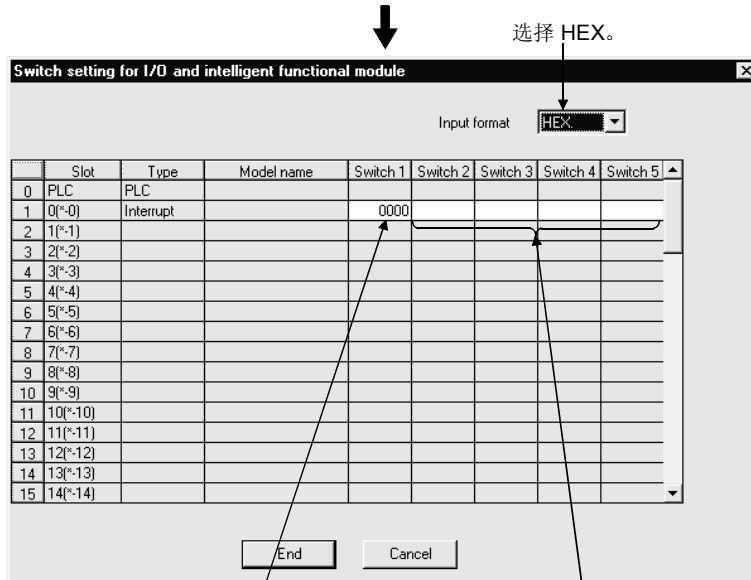 选择 HEX。
Switch setting for I/O and intelligent functional module
Input format HEX.
Slot Type Model name Switch 1 Switch 2 Switch 3 Switch 4 Switch 5
0 PLC PLC
1 0(*-0) Interrupt 0000
2 1(*-1)
3 2(*-2)
4 3(*-3)
5 4(*-4)
6 5(*-5)
7 6(*-6)
8 7(*-7)
9 8(*-8)
10 9(*-9)
11 10(*-10)
12 11(*-11)
13 12(*-12)
14 13(*-13)
15 14(*-14)
End Cancel